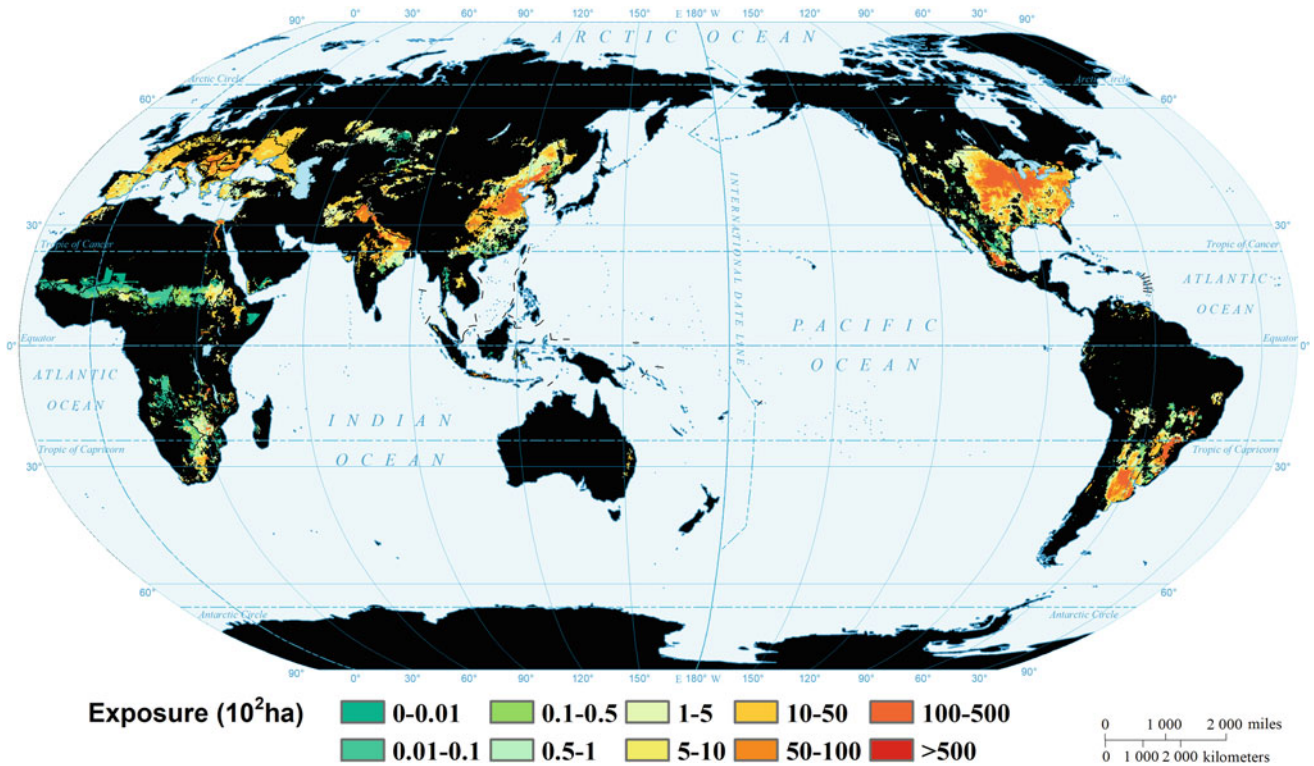 90° 0° 30° 60° 90° 120° 150° E 180° W 150° 120° 90° 60° 30° 90°
ARCTIC OCEAN
Arctic Circle Arctic Circle
60° 60°
30° 30°
Tropic of Cancer Tropic of Cancer
INTERNATIONAL DATE LINE
ATLANTIC
OCEAN
PACIFIC
OCEAN
0° Equator Equator 0°
ATLANTIC
OCEAN
INDIAN
OCEAN
Tropic of Capricorn Tropic of Capricorn
30° 30°
60° 60°
Antarctic Circle Antarctic Circle
90° 0° 30° 60° 90° 120° 150° E 180° W 150° 120° 90° 60° 30° 90°
Exposure (10²ha) 0-0.01 0.1-0.5 1-5 10-50 100-500
0.01-0.1 0.5-1 5-10 50-100 >500
0 1 000 2 000 miles
0 1 000 2 000 kilometers